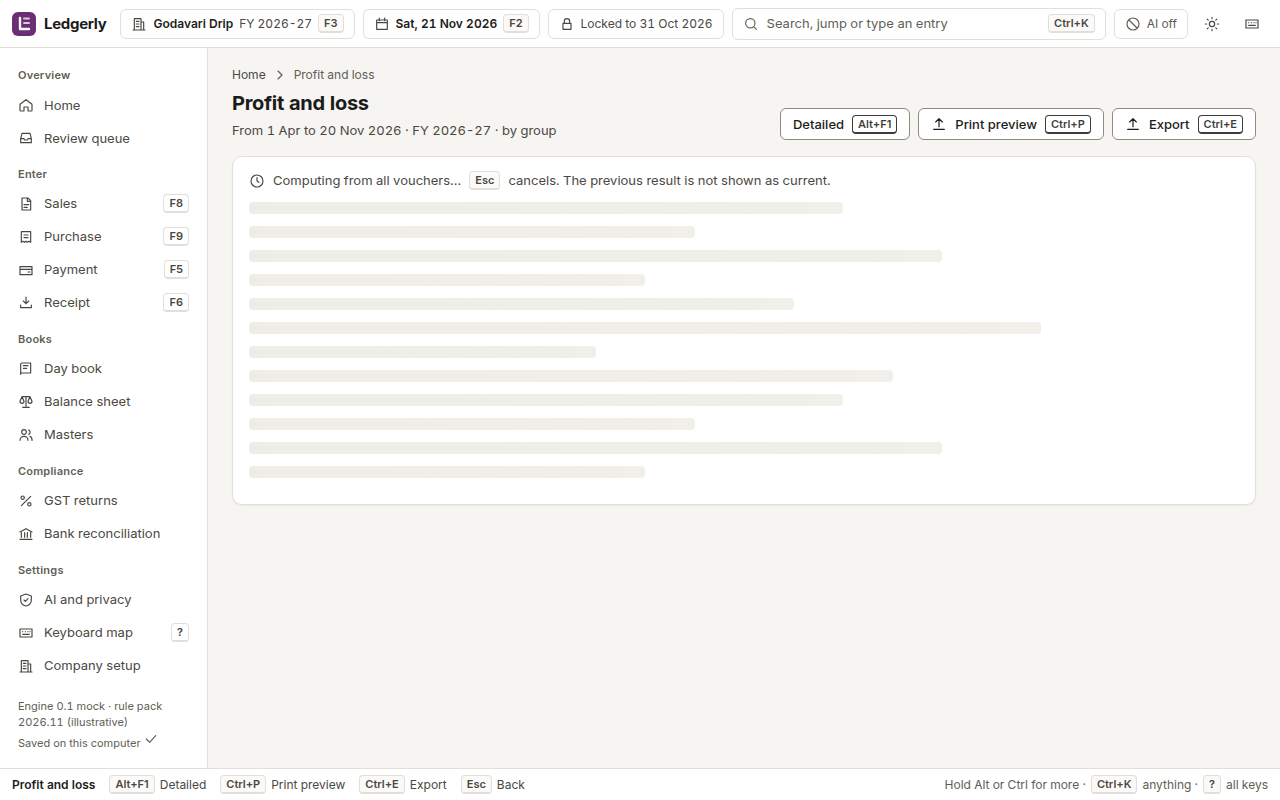 Ledgerly
Godavari Drip FY 2026-27 F3
Sat, 21 Nov 2026 F2
Locked to 31 Oct 2026
Search, jump or type an entry Ctrl+K
AI off
Overview
Home
Review queue
Enter
Sales F8
Purchase F9
Payment F5
Receipt F6
Books
Day book
Balance sheet
Masters
Compliance
GST returns
Bank reconciliation
Settings
AI and privacy
Keyboard map ?
Company setup
Engine 0.1 mock · rule pack
2026.11 (illustrative)
Saved on this computer
Home > Profit and loss
Profit and loss
From 1 Apr to 20 Nov 2026 · FY 2026-27 · by group
Detailed Alt+F1
Print preview Ctrl+P
Export Ctrl+E
Computing from all vouchers... Esc cancels. The previous result is not shown as current.
Profit and loss Alt+F1 Detailed Ctrl+P Print preview Ctrl+E Export Esc Back
Hold Alt or Ctrl for more · Ctrl+K anything · ? all keys